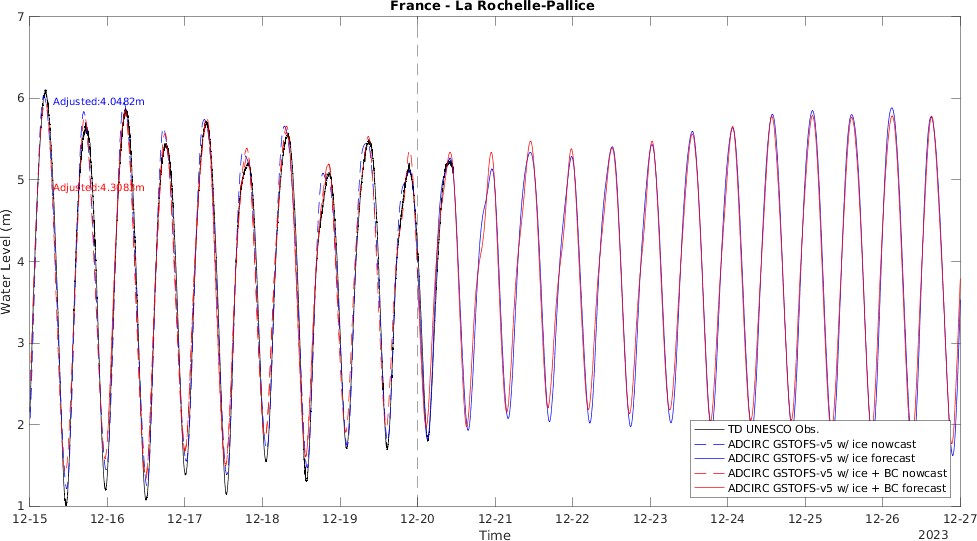 France - La Rochelle-Pallice
7
6
5
4
3
2
1
Water Level (m)
Adjusted:4.0482m
Adjusted:4.3083m
TD UNESCO Obs.
ADCIRC GSTOFS-v5 w/ ice nowcast
ADCIRC GSTOFS-v5 w/ ice forecast
ADCIRC GSTOFS-v5 w/ ice + BC nowcast
ADCIRC GSTOFS-v5 w/ ice + BC forecast
12-15 12-16 12-17 12-18 12-19 12-20 12-21 12-22 12-23 12-24 12-25 12-26 12-27
Time
2023